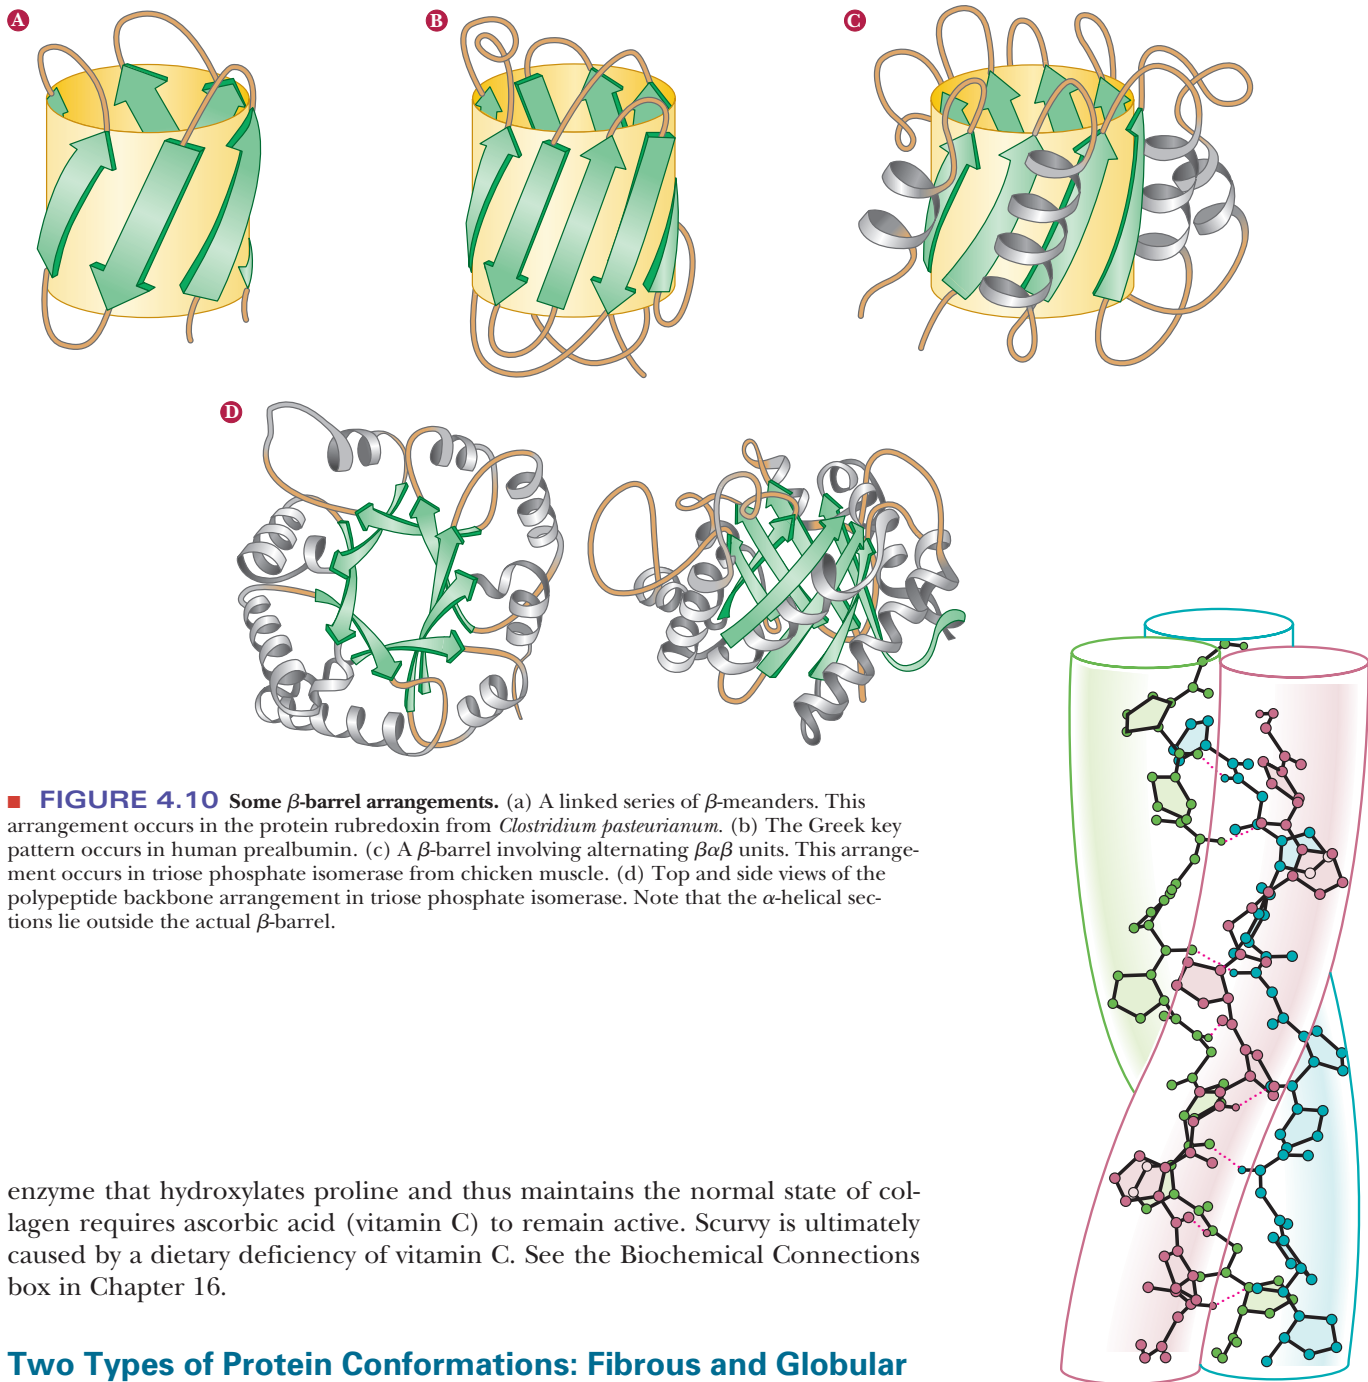 A
B
C
D
■ FIGURE 4.10 Some β-barrel arrangements. (a) A linked series of β-meanders. This
arrangement occurs in the protein rubredoxin from Clostridium pasteurianum. (b) The Greek key
pattern occurs in human prealbumin. (c) A β-barrel involving alternating βαβ units. This arrange-
ment occurs in triose phosphate isomerase from chicken muscle. (d) Top and side views of the
polypeptide backbone arrangement in triose phosphate isomerase. Note that the α-helical sec-
tions lie outside the actual β-barrel.
enzyme that hydroxylates proline and thus maintains the normal state of col-
lagen requires ascorbic acid (vitamin C) to remain active. Scurvy is ultimately
caused by a dietary deficiency of vitamin C. See the Biochemical Connections
box in Chapter 16.
Two Types of Protein Conformations: Fibrous and Globular